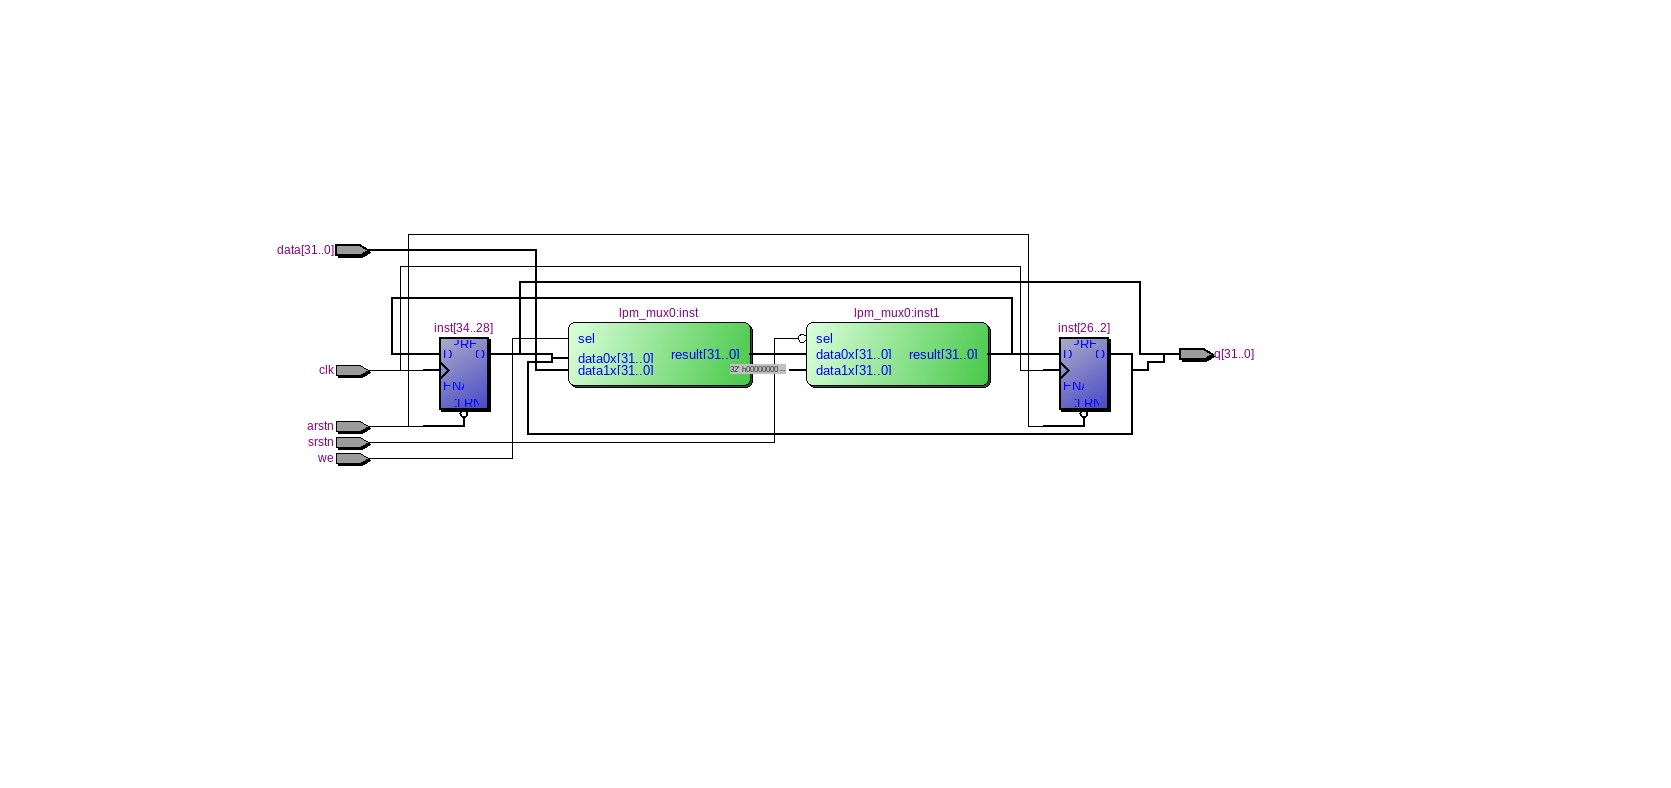 data[31..0]
lpm_mux0:inst
lpm_mux0:inst1
inst[34..28]
inst[26..2]
PRE
D
Q
ENA
CLRN
sel
data0x[31..0]
data1x[31..0]
result[31..0]
32' h00000000 --
sel
data0x[31..0]
data1x[31..0]
result[31..0]
PRE
D
Q
ENA
CLRN
q[31..0]
clk
arstn
srstn
we